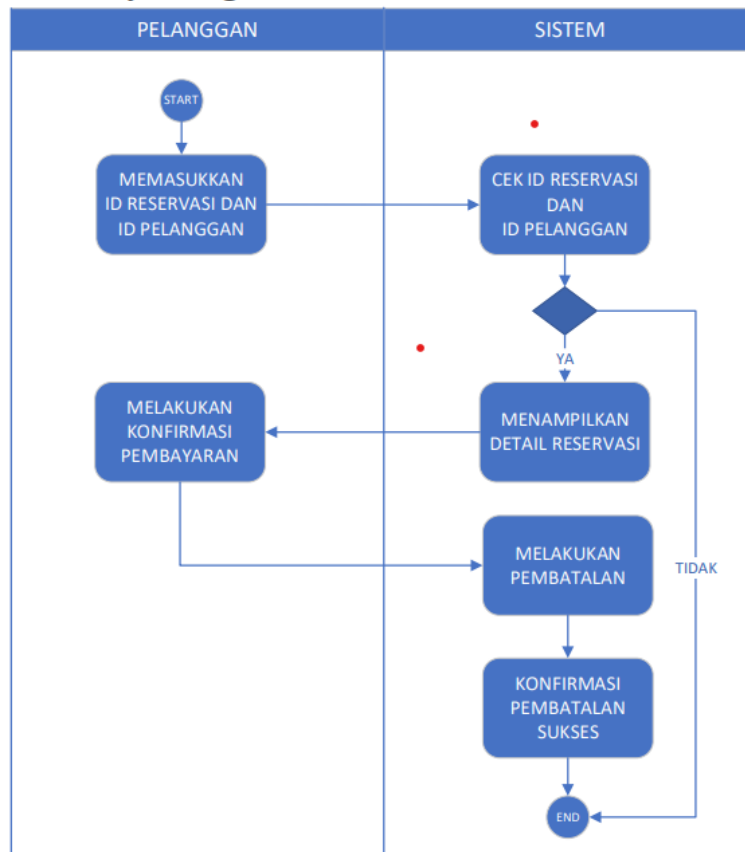 PELANGGAN
SISTEM
START
MEMASUKKAN
ID RESERVASI DAN
ID PELANGGAN
CEK ID RESERVASI
DAN
ID PELANGGAN
YA
MENAMPILKAN
DETAIL RESERVASI
MELAKUKAN
KONFIRMASI
PEMBAYARAN
MELAKUKAN
PEMBATALAN
TIDAK
KONFIRMASI
PEMBATALAN
SUKSES
END